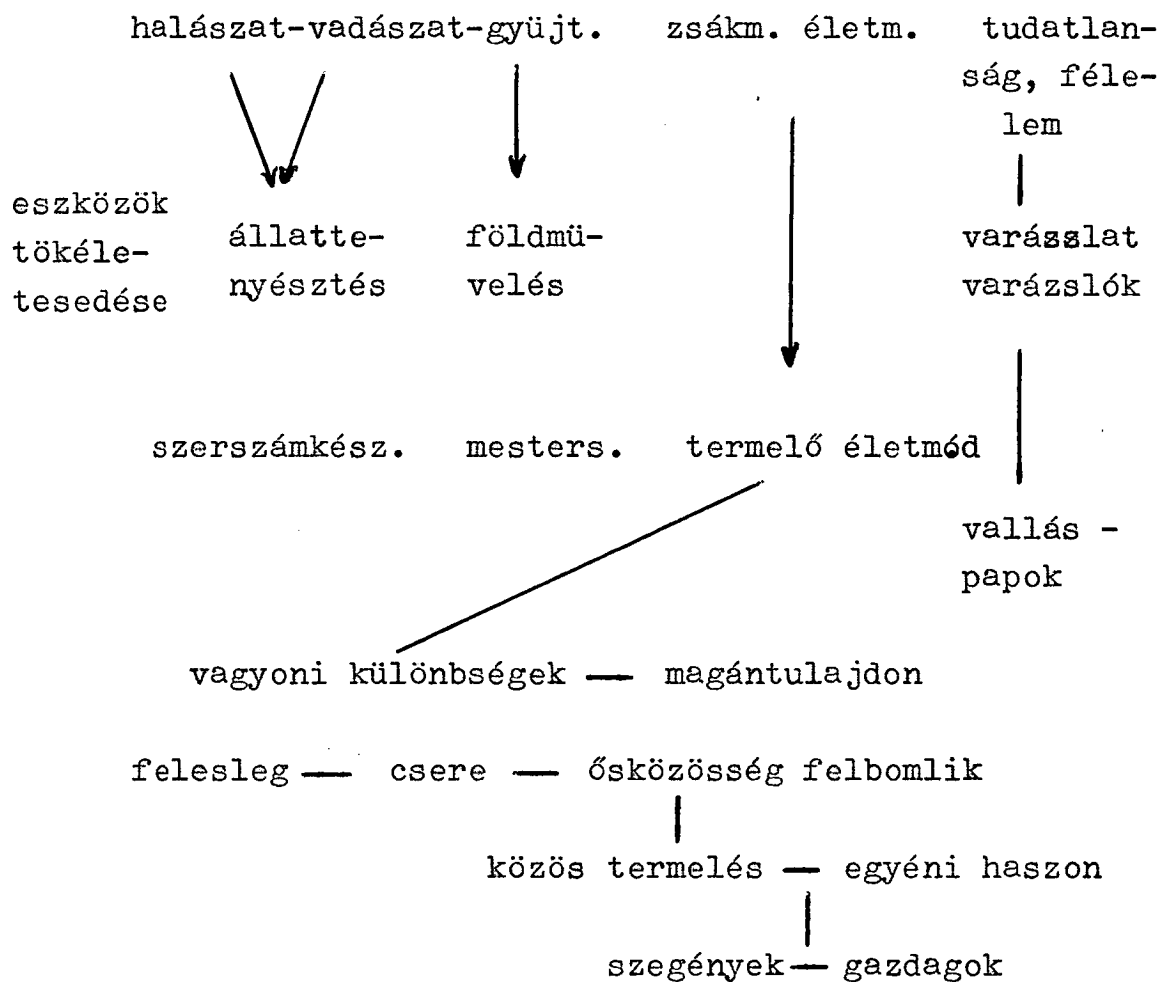 halászat-vadászat-gyüjt. zsákm. életm. tudatlan-
ság, féle-
lem
eszközök
tökéle-
tesedése
állatte-
nyésztés
földmü-
velés
varázslat
varázslók
szerszámkész. mesters. termelő életmód
vallás -
papok
vagyoni különbségek — magántulajdon
felesleg — csere — ősközösség felbomlik
közös termelés — egyéni haszon
szegények — gazdagok